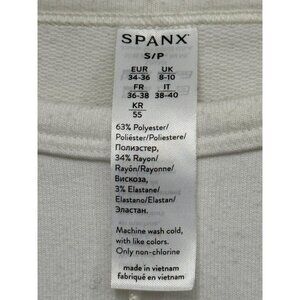 SPANX
S/P
EUR UK
34-36 8-10
FR IT
36-38 38-40
KR
55
63% Polyester/
Poliéster/Poliestere/
Полиэстер,
34% Rayon/
Rayón/Rayonne/
Вискоза,
3% Elastane/
Elastano/Elastan/
Эластан.
Machine wash cold,
with like colors.
Only non-chlorine
made in vietnam
fabriqué en vietnam